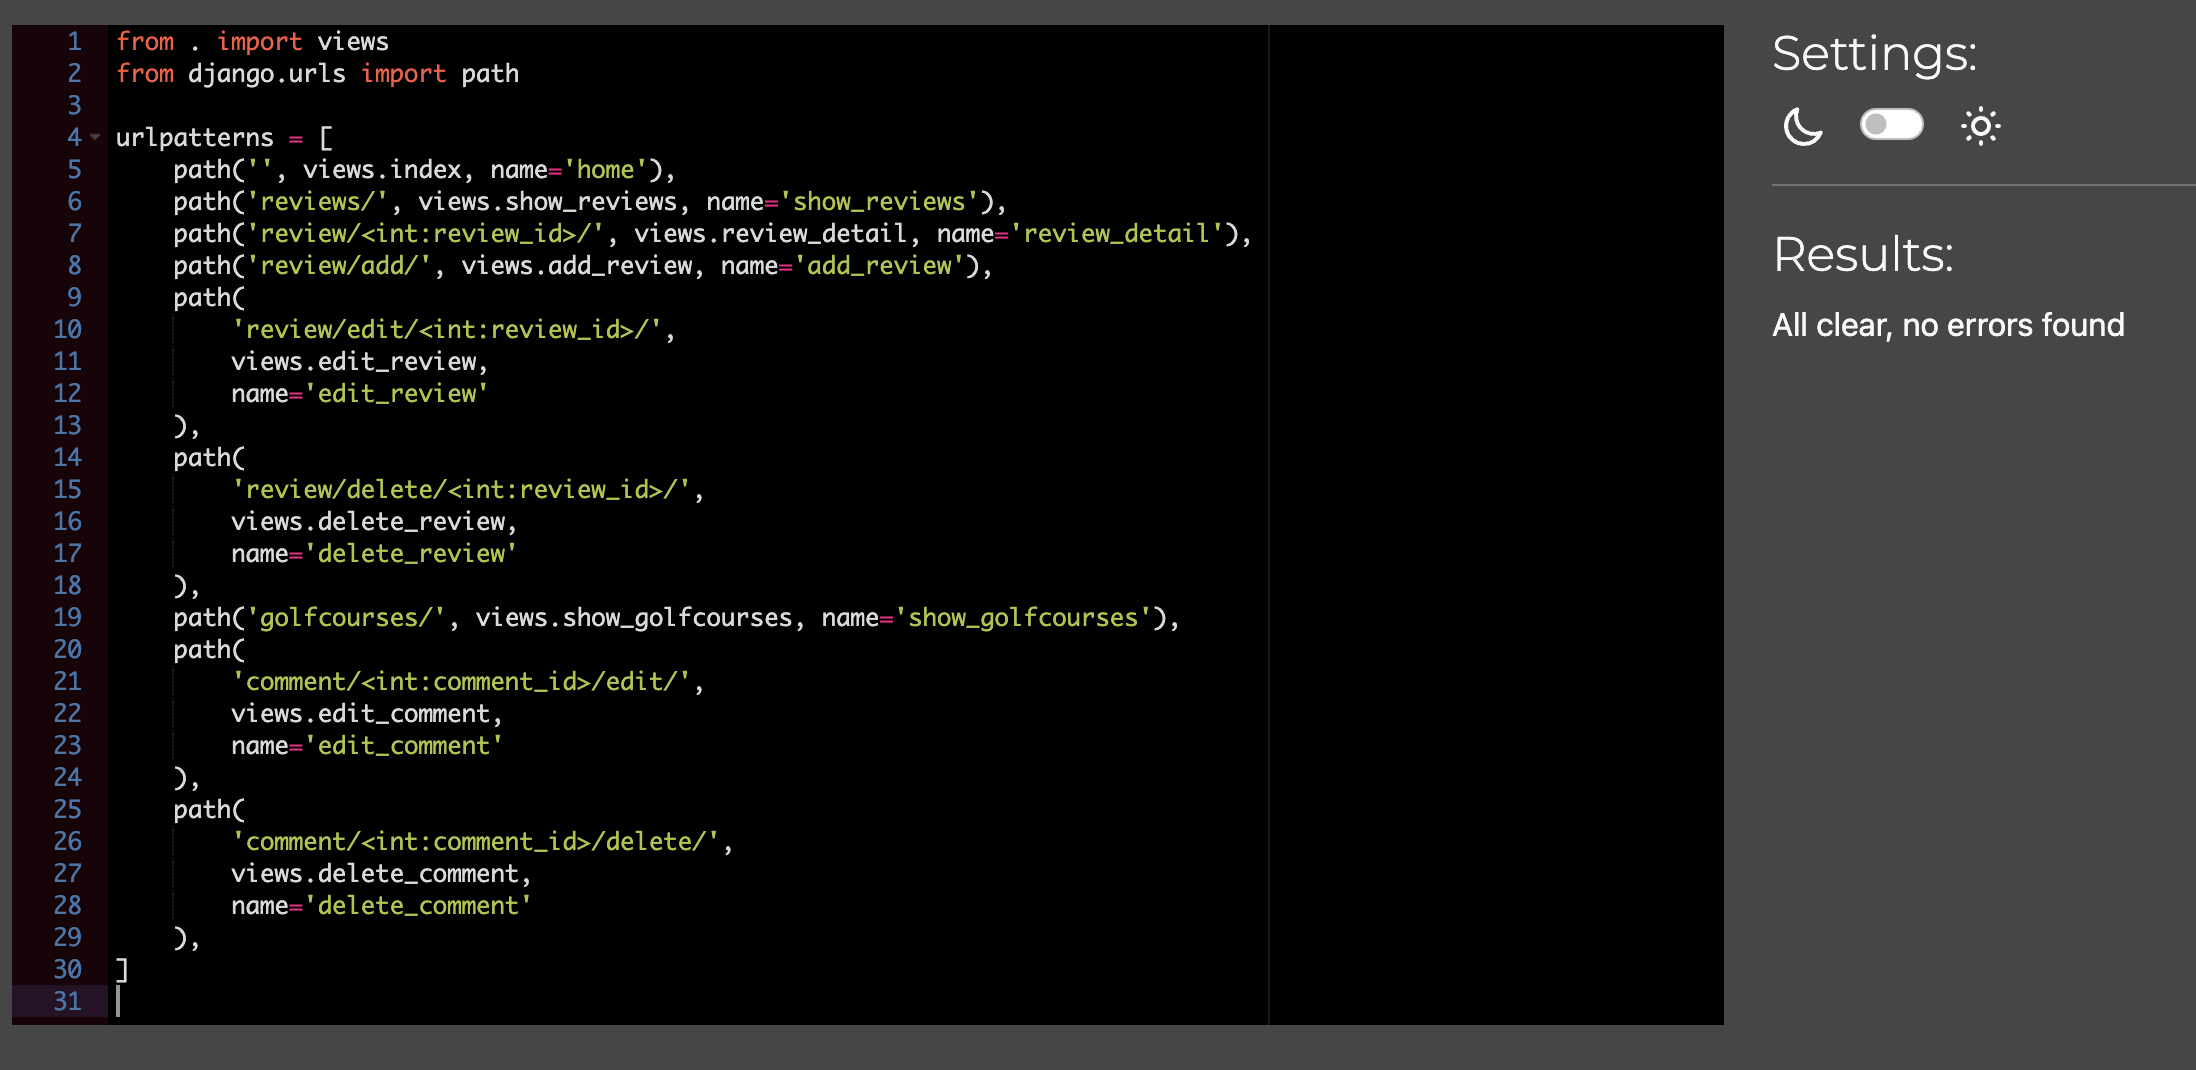 1 from . import views
2 from django.urls import path
3
4 urlpatterns = [
5     path('', views.index, name='home'),
6     path('reviews/', views.show_reviews, name='show_reviews'),
7     path('review/<int:review_id>/', views.review_detail, name='review_detail'),
8     path('review/add/', views.add_review, name='add_review'),
9     path(
10         'review/edit/<int:review_id>/',
11         views.edit_review,
12         name='edit_review'
13     ),
14     path(
15         'review/delete/<int:review_id>/',
16         views.delete_review,
17         name='delete_review'
18     ),
19     path('golfcourses/', views.show_golfcourses, name='show_golfcourses'),
20     path(
21         'comment/<int:comment_id>/edit/',
22         views.edit_comment,
23         name='edit_comment'
24     ),
25     path(
26         'comment/<int:comment_id>/delete/',
27         views.delete_comment,
28         name='delete_comment'
29     ),
30 ]
31
Settings:
Results:
All clear, no errors found